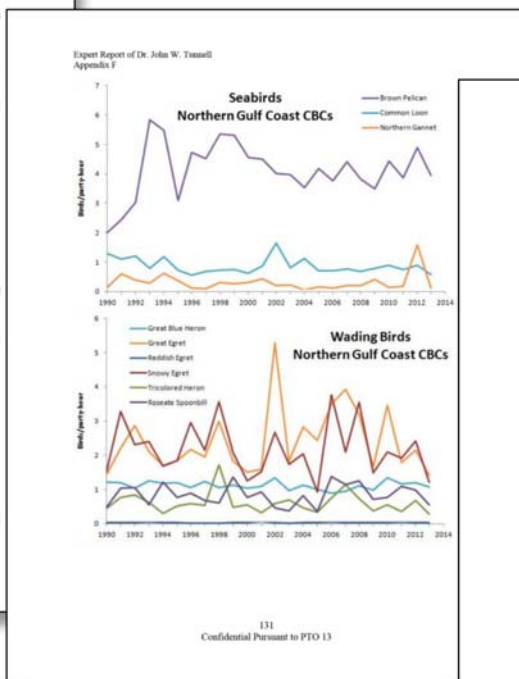 Expert Report of Dr. John W. Tunnell
Appendix F
Seabirds
Northern Gulf Coast CBCs
Brown Pelican
Common Loon
Northern Gannet
Birds/party-hour
7
6
5
4
3
2
1
0
1990 1992 1994 1996 1998 2000 2002 2004 2006 2008 2010 2012 2014
Wading Birds
Northern Gulf Coast CBCs
Great Blue Heron
Great Egret
Reddish Egret
Snowy Egret
Tricolored Heron
Roseate Spoonbill
Birds/party-hour
6
5
4
3
2
1
0
1990 1992 1994 1996 1998 2000 2002 2004 2006 2008 2010 2012 2014
131
Confidential Pursuant to PTO 13